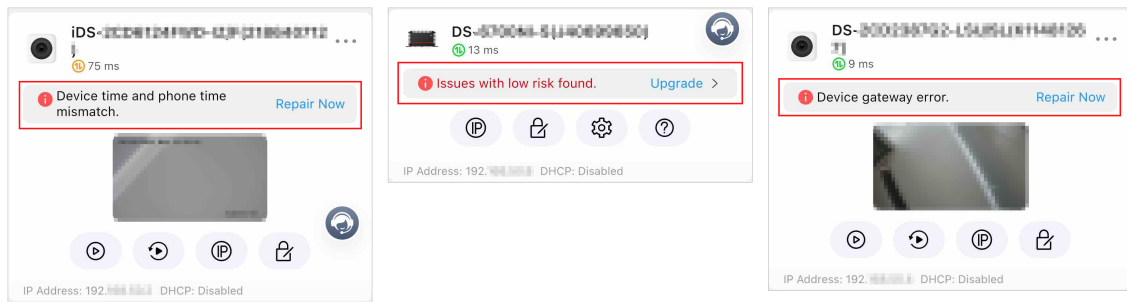 iDS-
75 ms
Device time and phone time
mismatch.
Repair Now
IP Address: 192. DHCP: Disabled
DS-
13 ms
Issues with low risk found. Upgrade >
IP
IP Address: 192. DHCP: Disabled
DS-
9 ms
Device gateway error. Repair Now
IP
IP Address: 192. DHCP: Disabled